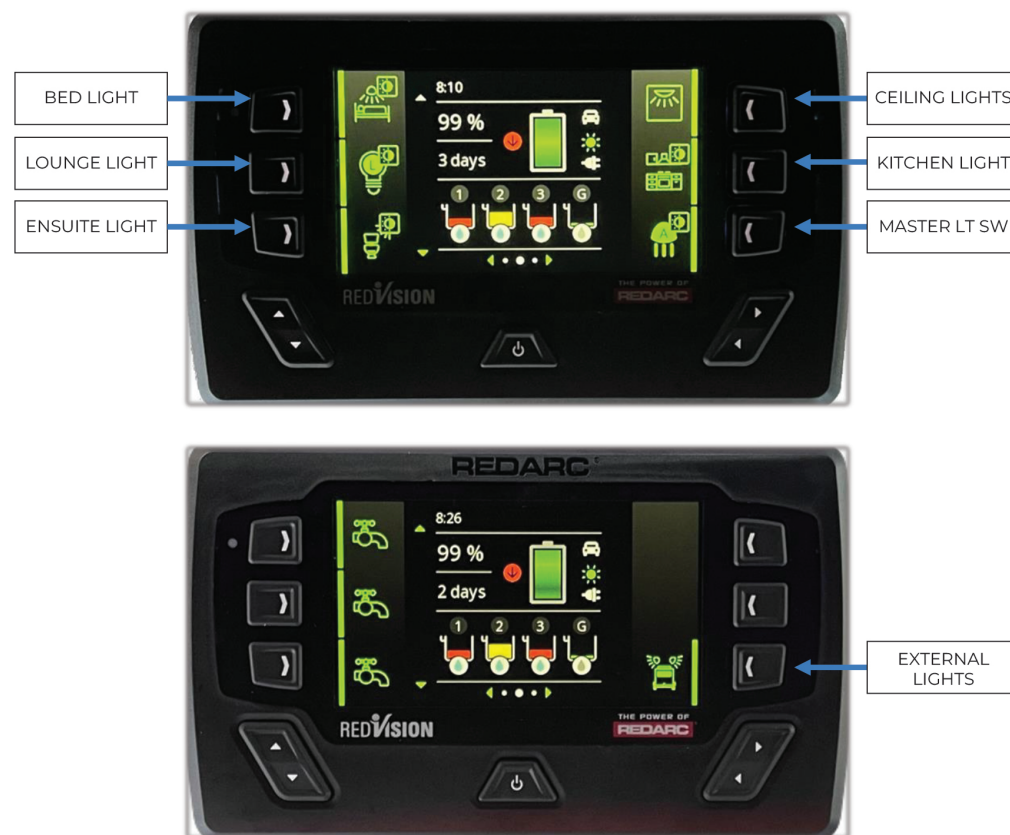 BED LIGHT
LOUNGE LIGHT
ENSUITE LIGHT
8:10
99 %
3 days
1 2 3 G
L
A
CEILING LIGHTS
KITCHEN LIGHT
MASTER LT SW
REDVISION
THE POWER OF
REDARC
REDARC
8:26
99 %
2 days
1 2 3 G
EXTERNAL
LIGHTS
REDVISION
THE POWER OF
REDARC